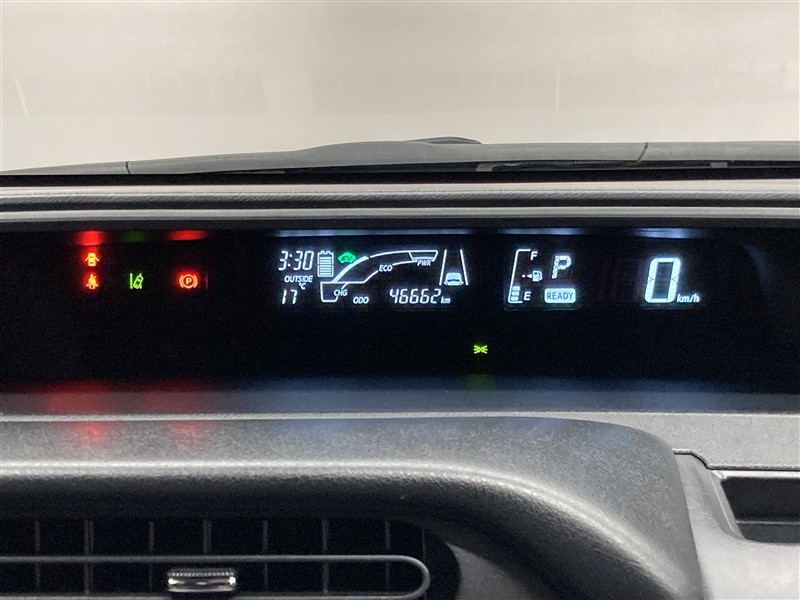 3:30
OUTSIDE
17 °C
CHG ECO PWR
ODO 46662 km
F
E
P
READY
0 km/h
P